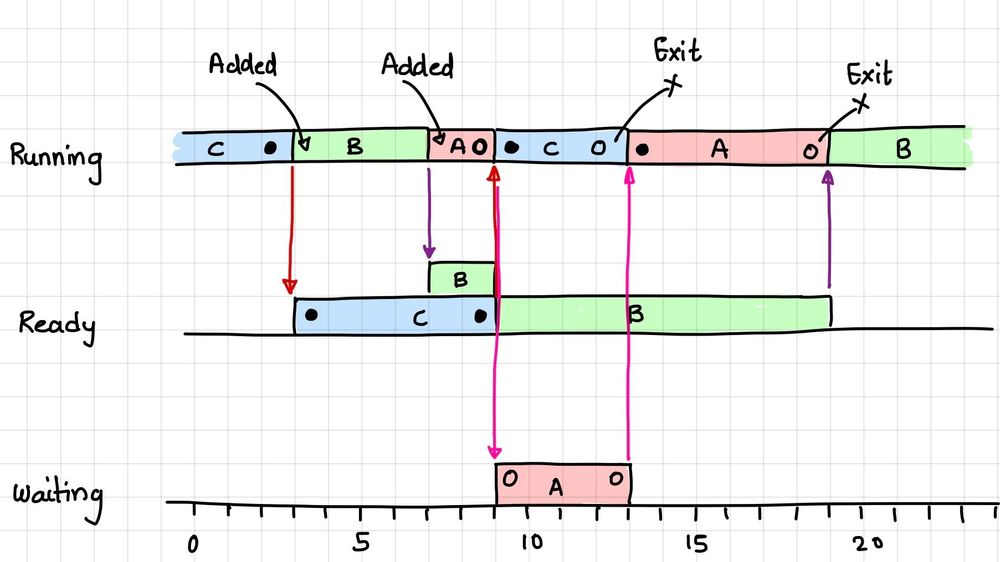 Added Added Exit Exit
Running C B A O C O A O B
B
Ready C B
Waiting O A O
0 5 10 15 20